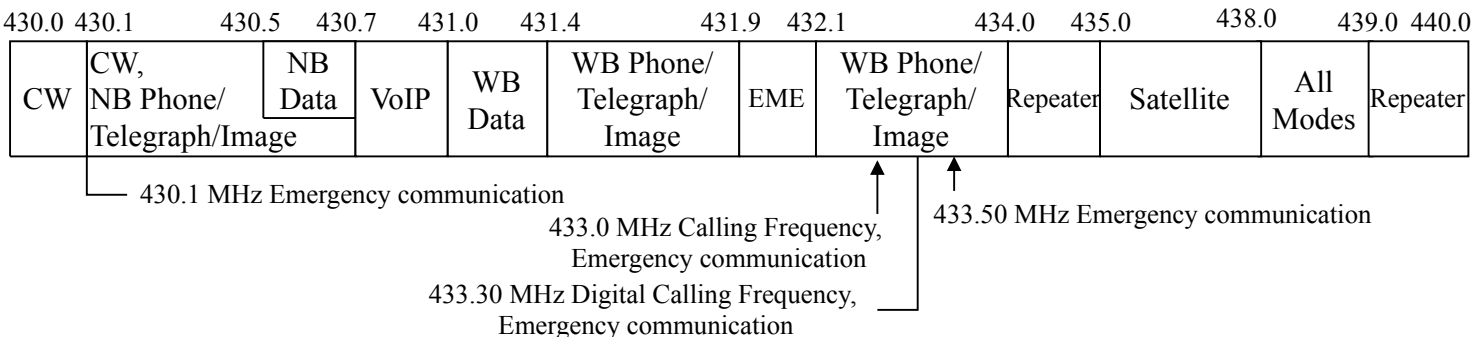 430.0 430.1 430.5 430.7 431.0 431.4 431.9 432.1 434.0 435.0 438.0 439.0 440.0
CW
CW,
NB Phone/
Telegraph/Image
NB
Data
VoIP
WB
Data
WB Phone/
Telegraph/
Image
EME
WB Phone/
Telegraph/
Image
Repeater
Satellite
All
Modes
Repeater
430.1 MHz Emergency communication
433.0 MHz Calling Frequency,
Emergency communication
433.50 MHz Emergency communication
433.30 MHz Digital Calling Frequency,
Emergency communication